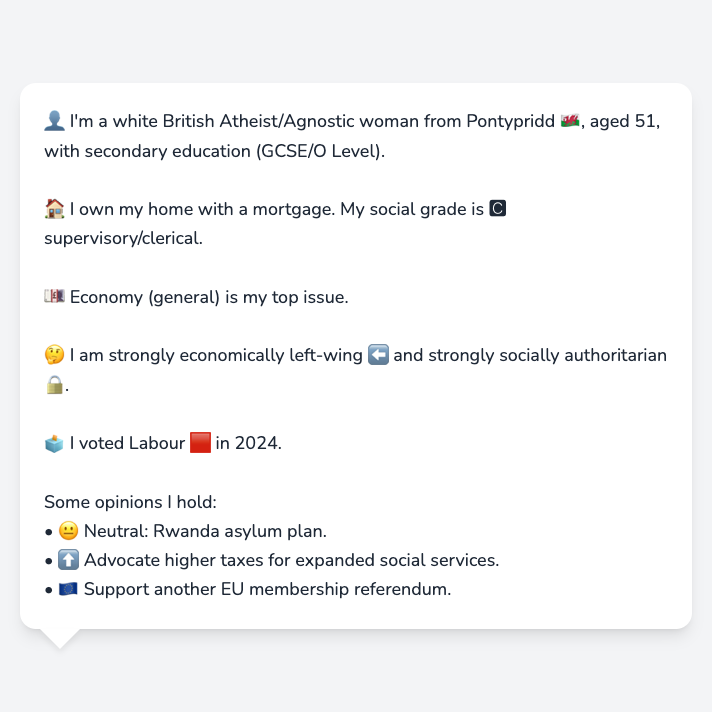 👤 I'm a white British Atheist/Agnostic woman from Pontypridd 🏴󠁧󠁢󠁷󠁬󠁳󠁿, aged 51,
with secondary education (GCSE/O Level).
🏠 I own my home with a mortgage. My social grade is 🅲
supervisory/clerical.
💷 Economy (general) is my top issue.
🤔 I am strongly economically left-wing ⬅️ and strongly socially authoritarian
🔒.
🗳️ I voted Labour 🟥 in 2024.
Some opinions I hold:
• 😐 Neutral: Rwanda asylum plan.
• ⬆️ Advocate higher taxes for expanded social services.
• 🇪🇺 Support another EU membership referendum.